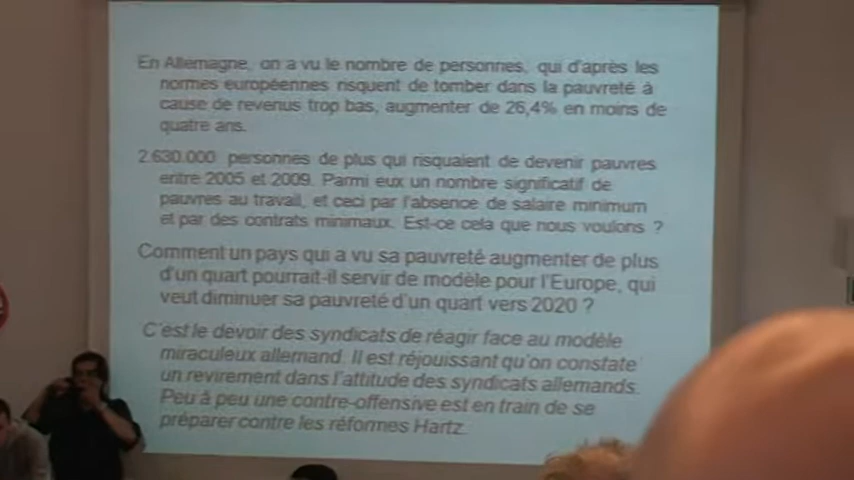 En Allemagne, on a vu le nombre de personnes, qui d'après les
normes européennes risquent de tomber dans la pauvreté à
cause de revenus trop bas, augmenter de 26,4% en moins de
quatre ans.
2.630.000 personnes de plus qui risquaient de devenir pauvres
entre 2005 et 2009. Parmi eux un nombre significatif de
pauvres au travail, et ceci par l'absence de salaire minimum
et par des contrats minimaux. Est-ce cela que nous voulons ?
Comment un pays qui a vu sa pauvreté augmenter de plus
d'un quart pourrait-il servir de modèle pour l'Europe, qui
veut diminuer sa pauvreté d'un quart vers 2020 ?
C'est le devoir des syndicats de réagir face au modèle
miraculeux allemand. Il est réjouissant qu'on constate
un revirement dans l'attitude des syndicats allemands.
Peu à peu une contre-offensive est en train de se
préparer contre les réformes Hartz.